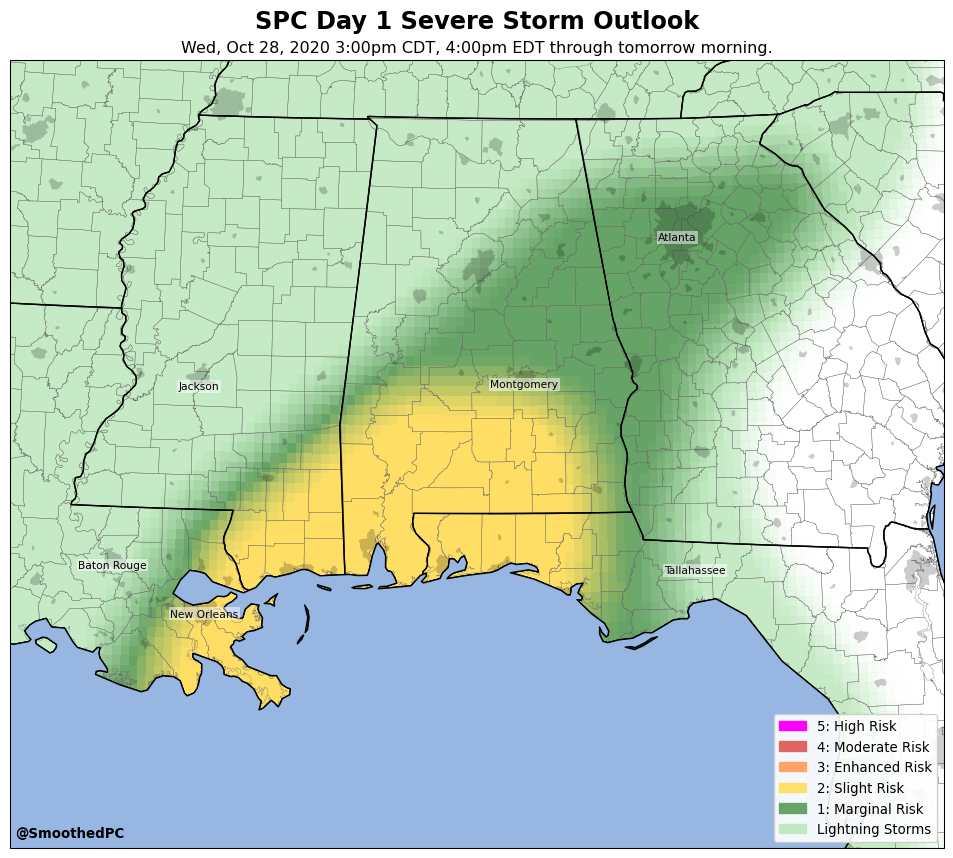 SPC Day 1 Severe Storm Outlook
Wed, Oct 28, 2020 3:00pm CDT, 4:00pm EDT through tomorrow morning.
Atlanta
Jackson
Montgomery
Baton Rouge
Tallahassee
New Orleans
5: High Risk
4: Moderate Risk
3: Enhanced Risk
2: Slight Risk
1: Marginal Risk
Lightning Storms
@SmoothedPC